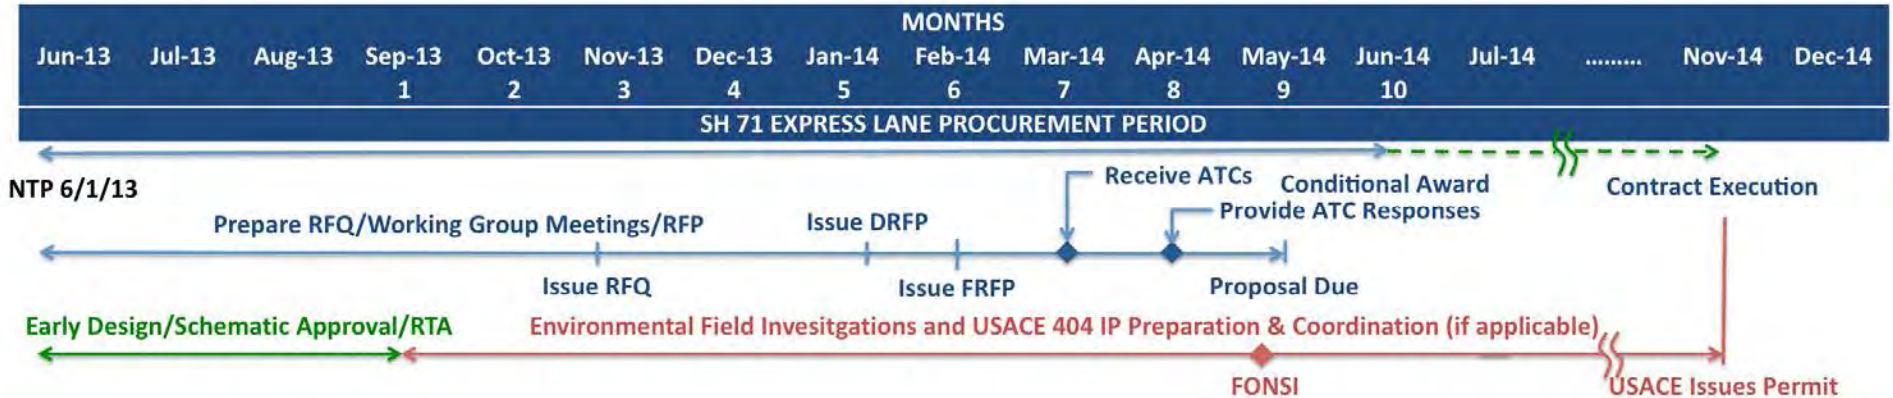 MONTHS
Jun-13 Jul-13 Aug-13 Sep-13 Oct-13 Nov-13 Dec-13 Jan-14 Feb-14 Mar-14 Apr-14 May-14 Jun-14 Jul-14 ......... Nov-14 Dec-14
1 2 3 4 5 6 7 8 9 10
SH 71 EXPRESS LANE PROCUREMENT PERIOD
NTP 6/1/13
Receive ATCs
Conditional Award
Contract Execution
Prepare RFQ/Working Group Meetings/RFP
Issue DRFP
Provide ATC Responses
Issue RFQ
Issue FRFP
Proposal Due
Early Design/Schematic Approval/RTA
Environmental Field Invesitgations and USACE 404 IP Preparation & Coordination (if applicable)
FONSI
USACE Issues Permit